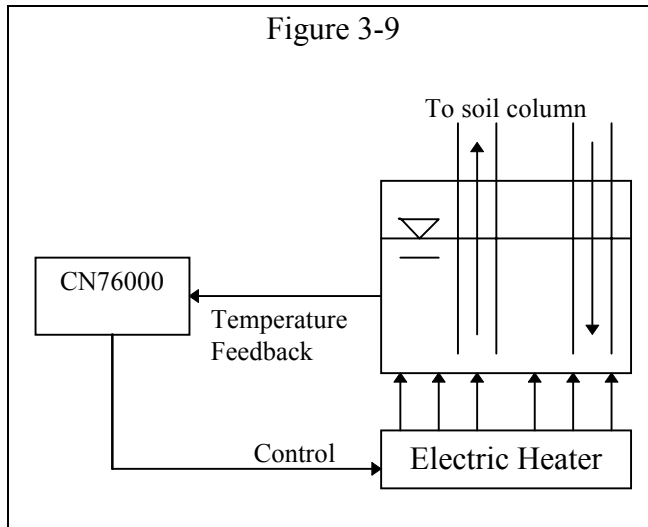 Figure 3-9
To soil column
CN76000
Temperature
Feedback
Control
Electric Heater